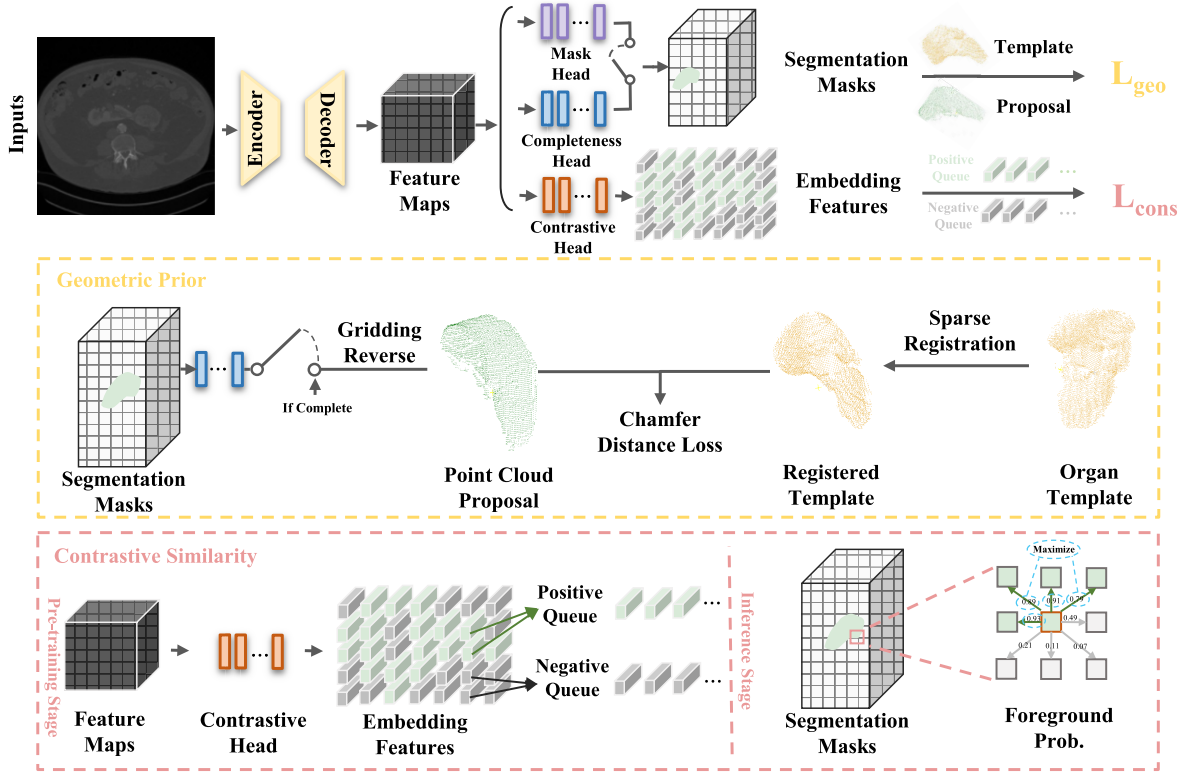 Inputs
Encoder
Decoder
Feature
Maps
Mask
Head
Completeness
Head
Contrastive
Head
Segmentation
Masks
Template
Proposal
L_geo
Embedding
Features
Positive
Queue
...
Negative
Queue
...
L_cons
Geometric Prior
Segmentation
Masks
If Complete
Gridding
Reverse
Point Cloud
Proposal
Chamfer
Distance Loss
Registered
Template
Sparse
Registration
Organ
Template
Contrastive Similarity
Pre-training Stage
Feature
Maps
Contrastive
Head
Embedding
Features
Positive
Queue
...
Negative
Queue
...
Inference Stage
Segmentation
Masks
Maximize
0.89
0.91
0.79
0.93
0.49
0.21
0.11
0.07
Foreground
Prob.